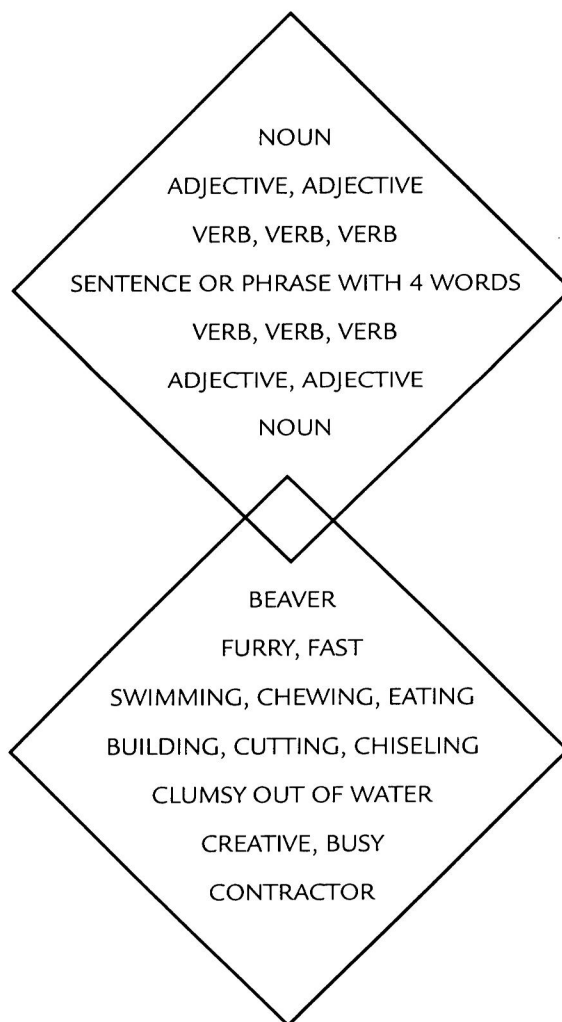 NOUN
ADJECTIVE, ADJECTIVE
VERB, VERB, VERB
SENTENCE OR PHRASE WITH 4 WORDS
VERB, VERB, VERB
ADJECTIVE, ADJECTIVE
NOUN
BEAVER
FURRY, FAST
SWIMMING, CHEWING, EATING
BUILDING, CUTTING, CHISELING
CLUMSY OUT OF WATER
CREATIVE, BUSY
CONTRACTOR